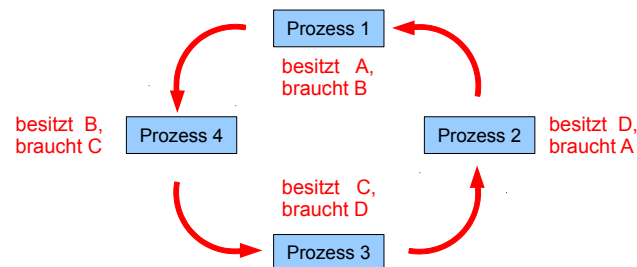 Prozess 1
besitzt A,
braucht B
besitzt B,
braucht C
Prozess 4
Prozess 2
besitzt D,
braucht A
besitzt C,
braucht D
Prozess 3